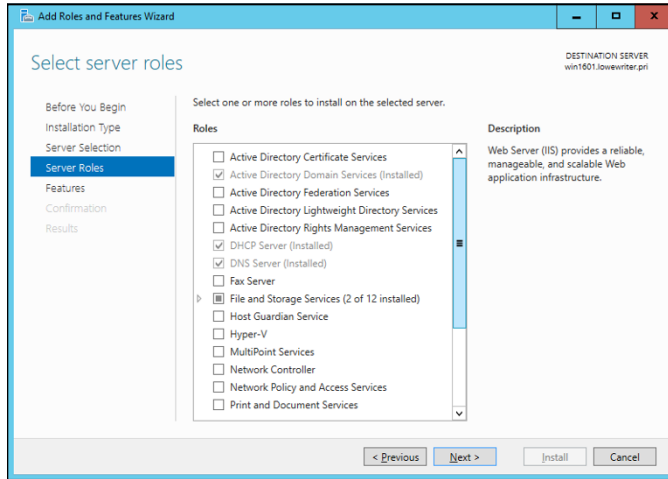 Add Roles and Features Wizard
Select server roles
DESTINATION SERVER
win1601.lowewriter.pri
Before You Begin
Installation Type
Server Selection
Server Roles
Features
Confirmation
Results
Select one or more roles to install on the selected server.
Roles
Active Directory Certificate Services
Active Directory Domain Services (Installed)
Active Directory Federation Services
Active Directory Lightweight Directory Services
Active Directory Rights Management Services
DHCP Server (Installed)
DNS Server (Installed)
Fax Server
File and Storage Services (2 of 12 installed)
Host Guardian Service
Hyper-V
MultiPoint Services
Network Controller
Network Policy and Access Services
Print and Document Services
Description
Web Server (IIS) provides a reliable,
manageable, and scalable Web
application infrastructure.
< Previous
Next >
Install
Cancel